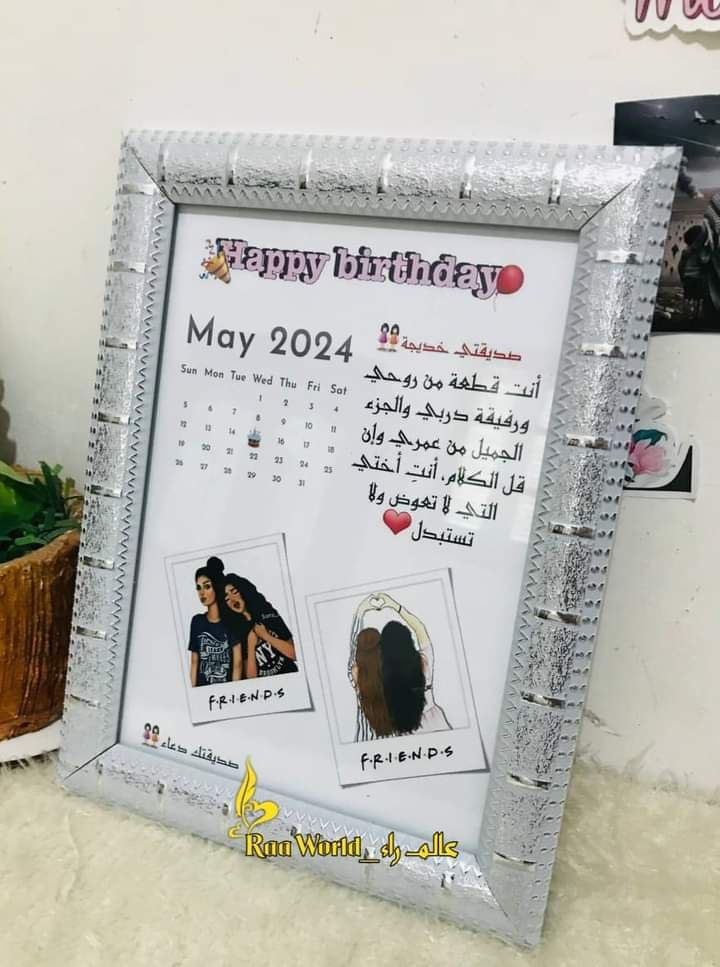 Happy birthday
May 2024
Sun Mon Tue Wed Thu Fri Sat
1 2 3 4
5 6 7 8 9 10 11
12 13 14 16 17 18
19 20 21 22 23 24 25
26 27 28 29 30 31
صديقتي خديجة
أنت قطعة من روحي
ورفيقة دربي والجزء
الجميل من عمري وإن
قل الكلام، أنتِ أختي
التي لا تعوض ولا
تستبدل
F·R·I·E·N·D·S
F·R·I·E·N·D·S
صديقتك دعاء
Raa World_عالم راء